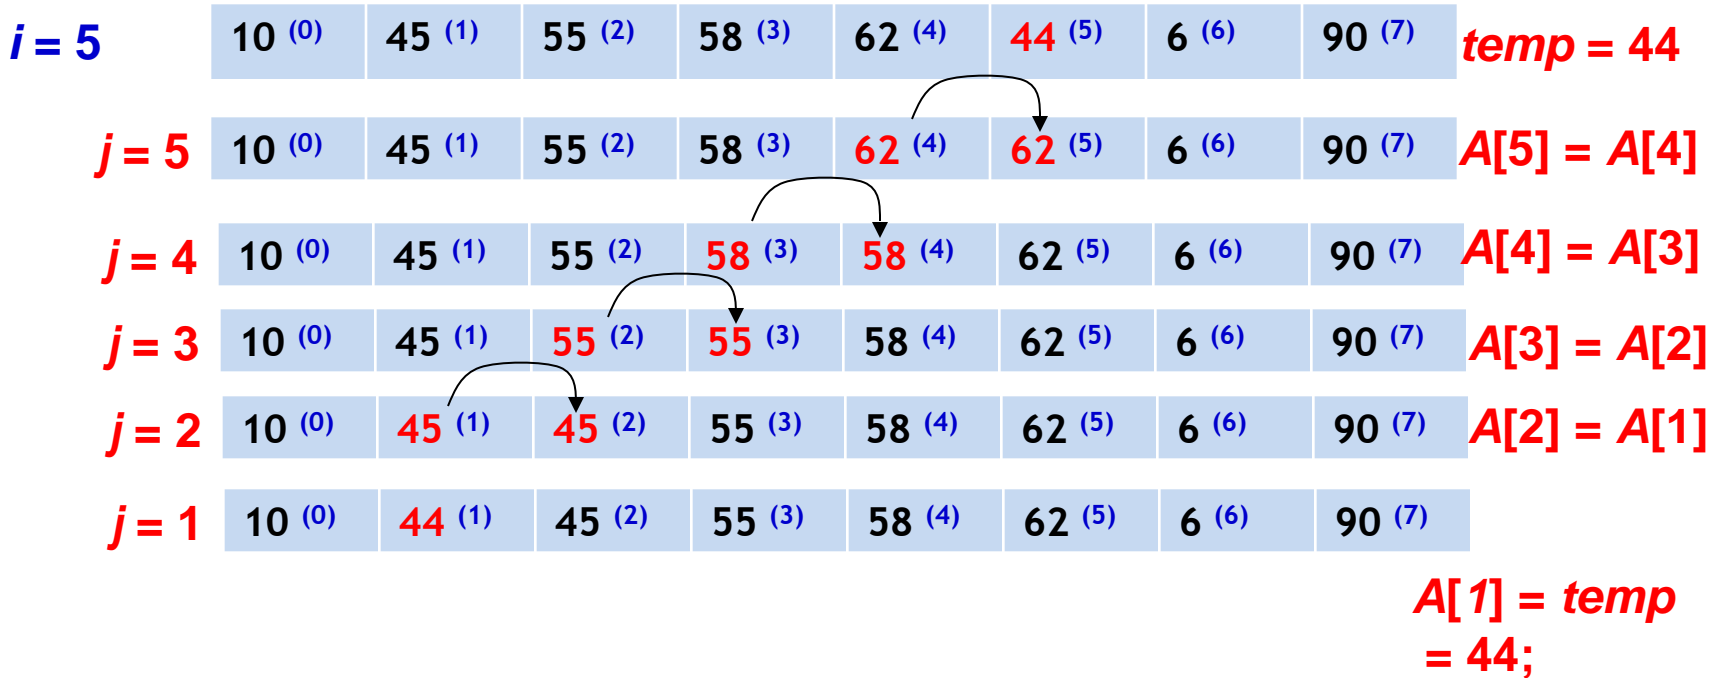 i = 5 10 (0) 45 (1) 55 (2) 58 (3) 62 (4) 44 (5) 6 (6) 90 (7) temp = 44
j = 5 10 (0) 45 (1) 55 (2) 58 (3) 62 (4) 62 (5) 6 (6) 90 (7) A[5] = A[4]
j = 4 10 (0) 45 (1) 55 (2) 58 (3) 58 (4) 62 (5) 6 (6) 90 (7) A[4] = A[3]
j = 3 10 (0) 45 (1) 55 (2) 55 (3) 58 (4) 62 (5) 6 (6) 90 (7) A[3] = A[2]
j = 2 10 (0) 45 (1) 45 (2) 55 (3) 58 (4) 62 (5) 6 (6) 90 (7) A[2] = A[1]
j = 1 10 (0) 44 (1) 45 (2) 55 (3) 58 (4) 62 (5) 6 (6) 90 (7)
A[1] = temp
= 44;